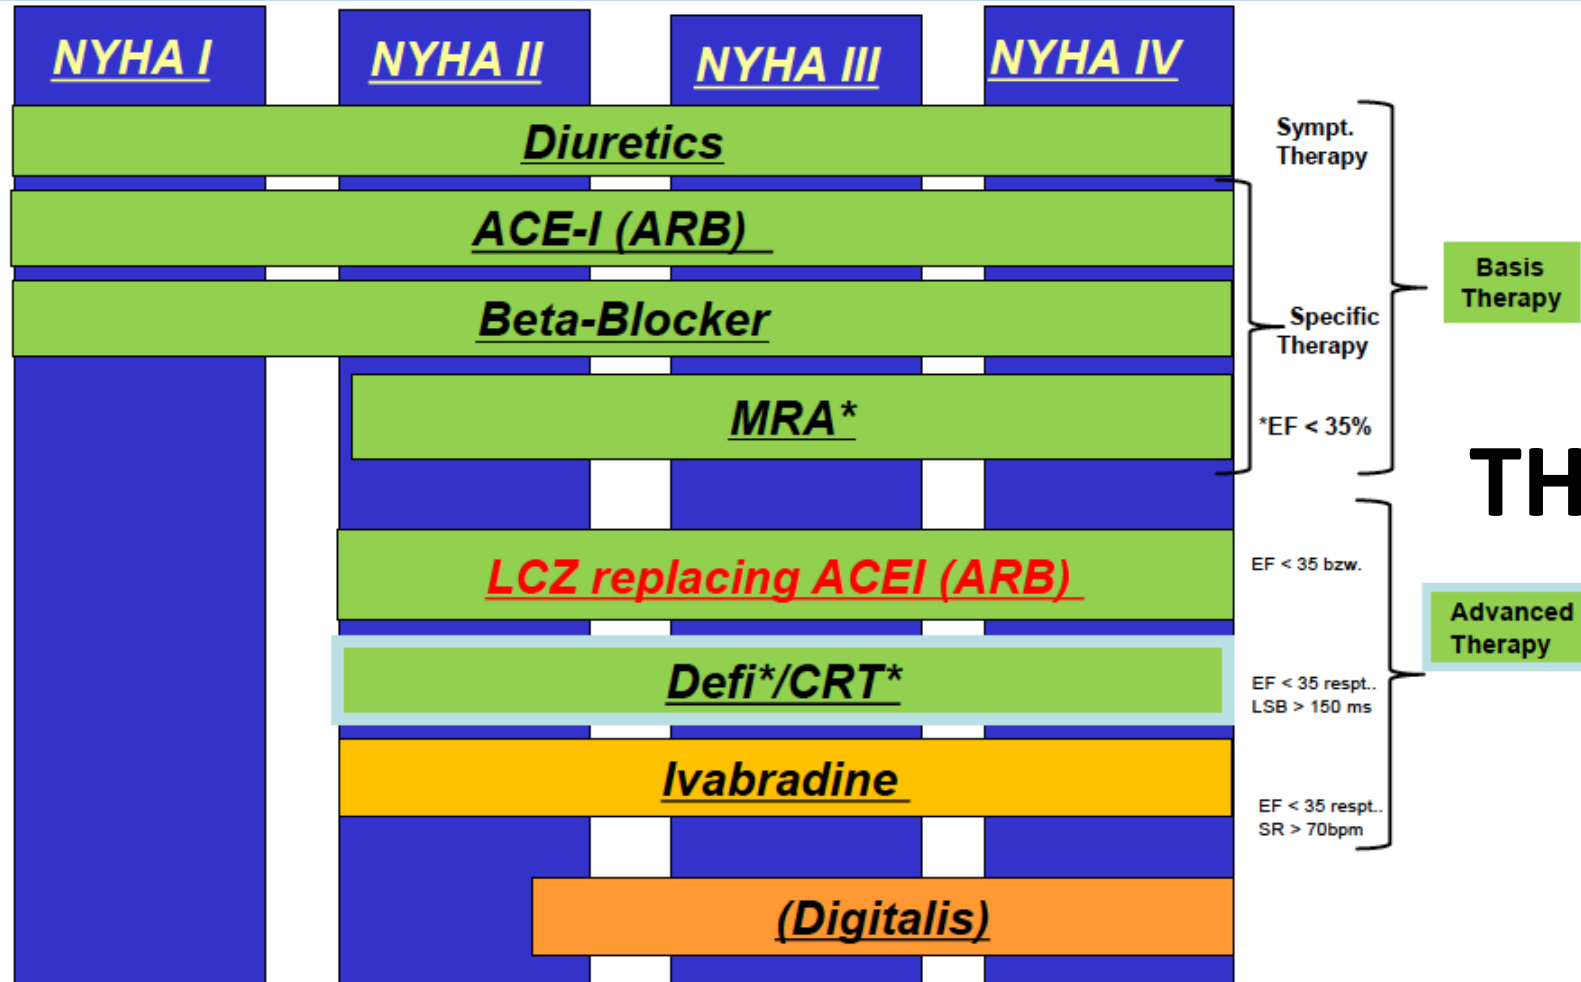 NYHA I
NYHA II
NYHA III
NYHA IV
Diuretics
Sympt.
Therapy
ACE-I (ARB)
Beta-Blocker
Specific
Therapy
Basis
Therapy
MRA*
*EF < 35%
TH
LCZ replacing ACEI (ARB)
EF < 35 bzw.
Advanced
Therapy
Defi*/CRT*
EF < 35 respt..
LSB > 150 ms
Ivabradine
EF < 35 respt..
SR > 70bpm
(Digitalis)